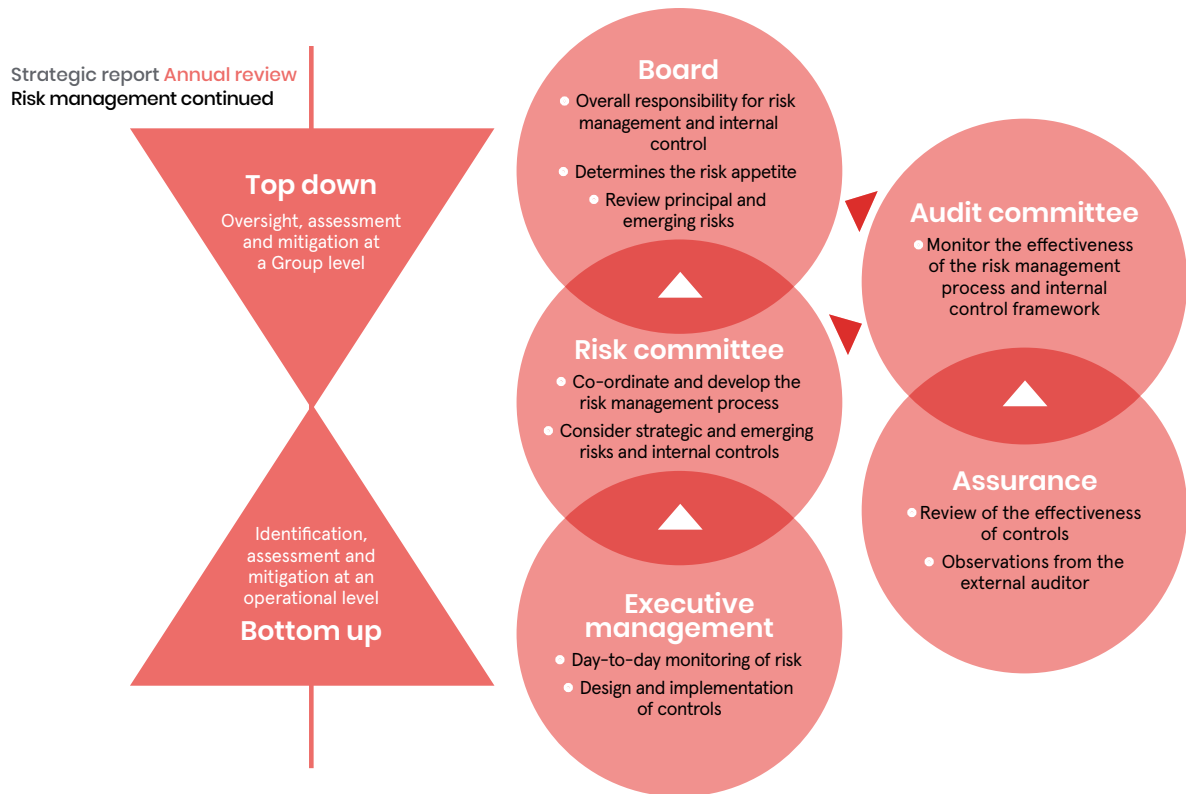 Strategic report Annual review
Risk management continued
Top down
Oversight, assessment
and mitigation at
a Group level
Identification,
assessment and
mitigation at an
operational level
Bottom up
Board
Overall responsibility for risk
management and internal
control
Determines the risk appetite
Review principal and
emerging risks
Risk committee
Co-ordinate and develop the
risk management process
Consider strategic and emerging
risks and internal controls
Executive
management
Day-to-day monitoring of risk
Design and implementation
of controls
Audit committee
Monitor the effectiveness
of the risk management
process and internal
control framework
Assurance
Review of the effectiveness
of controls
Observations from the
external auditor